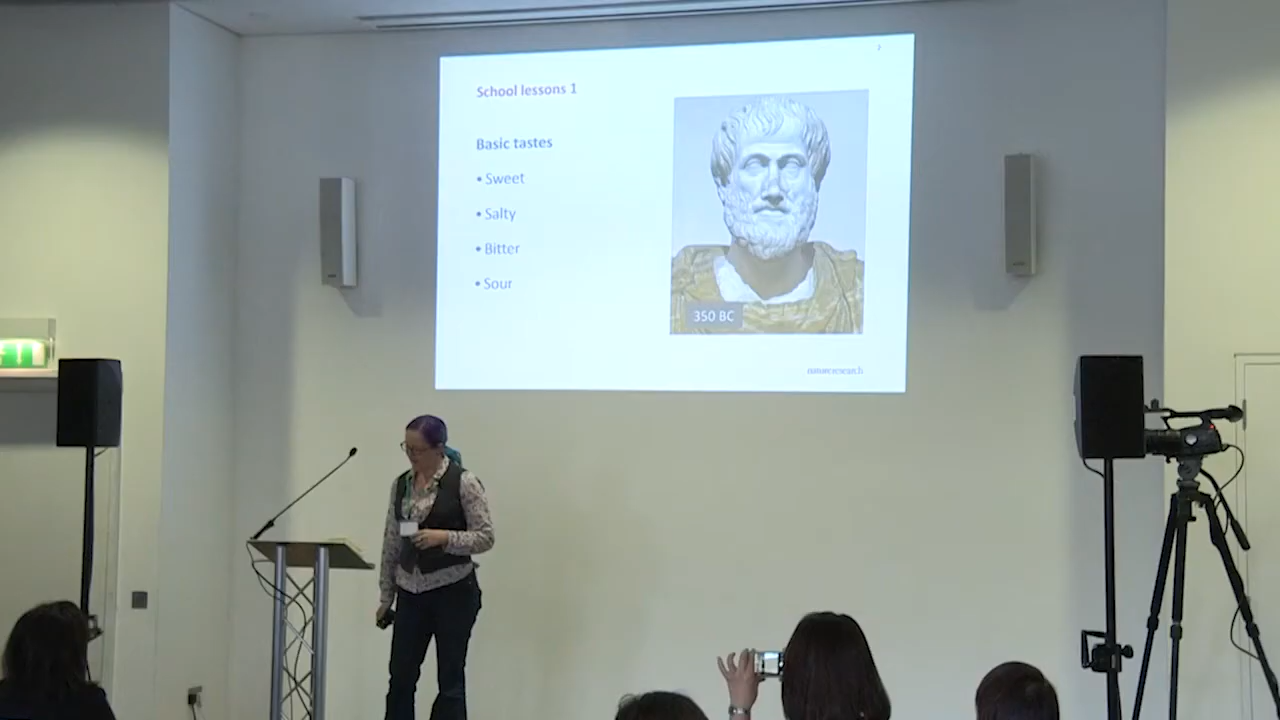 School lessons 1
Basic tastes
• Sweet
• Salty
• Bitter
• Sour
350 BC